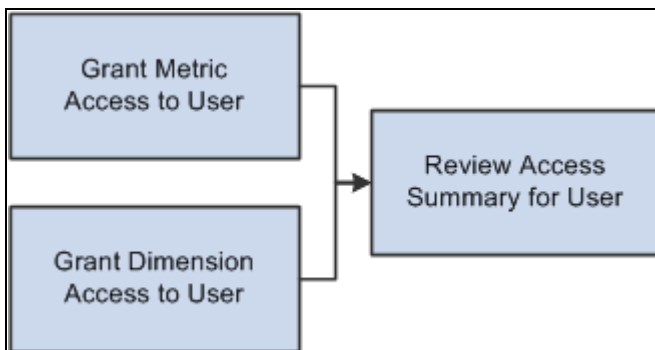 Grant Metric
Access to User
Review Access
Summary for User
Grant Dimension
Access to User